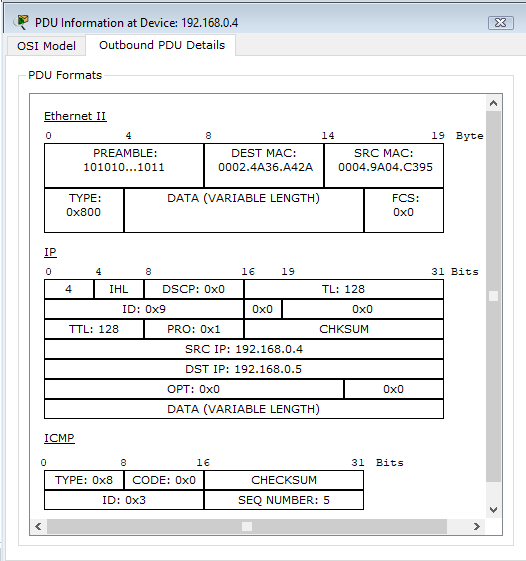 PDU Information at Device: 192.168.0.4
OSI Model Outbound PDU Details
PDU Formats
Ethernet II
0 4 8 14 19 Byte
PREAMBLE: DEST MAC: SRC MAC:
101010...1011 0002.4A36.A42A 0004.9A04.C395
TYPE: DATA (VARIABLE LENGTH) FCS:
0x800 0x0
IP
0 4 8 16 19 31 Bits
4 IHL DSCP: 0x0 TL: 128
ID: 0x9 0x0 0x0
TTL: 128 PRO: 0x1 CHKSUM
SRC IP: 192.168.0.4
DST IP: 192.168.0.5
OPT: 0x0 0x0
DATA (VARIABLE LENGTH)
ICMP
0 8 16 31 Bits
TYPE: 0x8 CODE: 0x0 CHECKSUM
ID: 0x3 SEQ NUMBER: 5